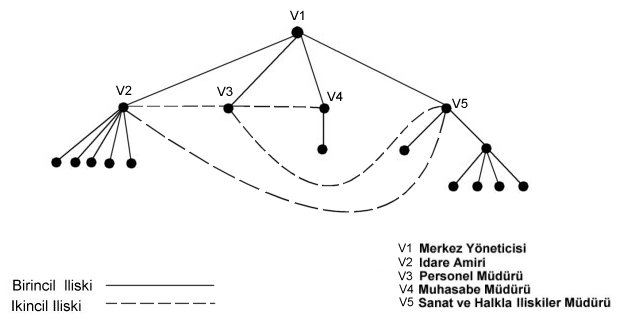 V1
V2
V3
V4
V5
V1 Merkez Yöneticisi
V2 Idare Amiri
V3 Personel Müdürü
V4 Muhasabe Müdürü
V5 Sanat ve Halkla Iliskiler Müdürü
Birincil Iliski
Ikincil Iliski